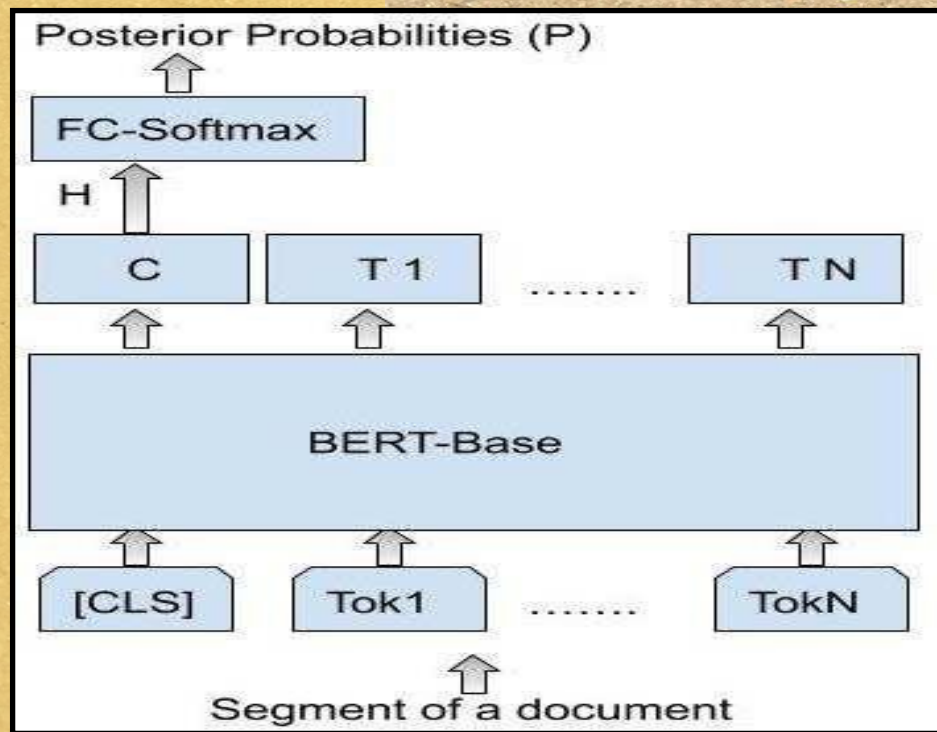 Posterior Probabilities (P)
FC-Softmax
H
C T 1 ....... T N
BERT-Base
[CLS] Tok1 ....... TokN
Segment of a document